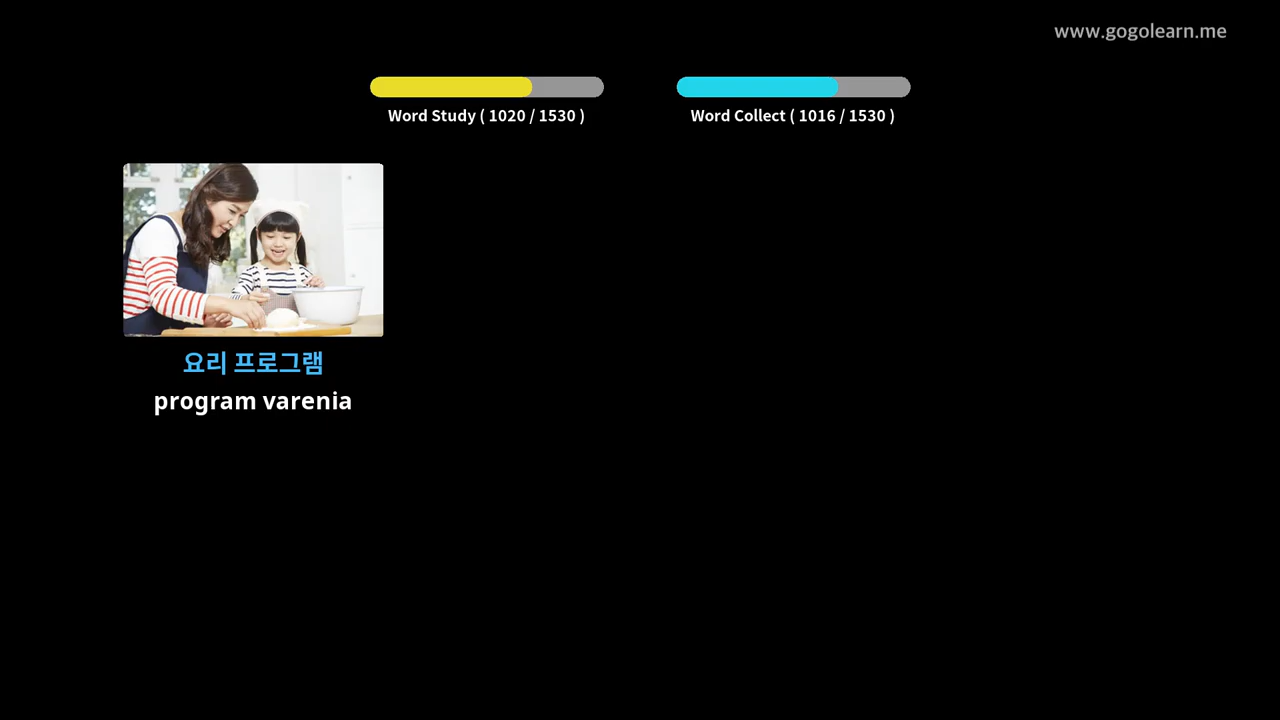 www.gogolearn.me
Word Study ( 1020 / 1530 )
Word Collect ( 1016 / 1530 )
요리 프로그램
program varenia